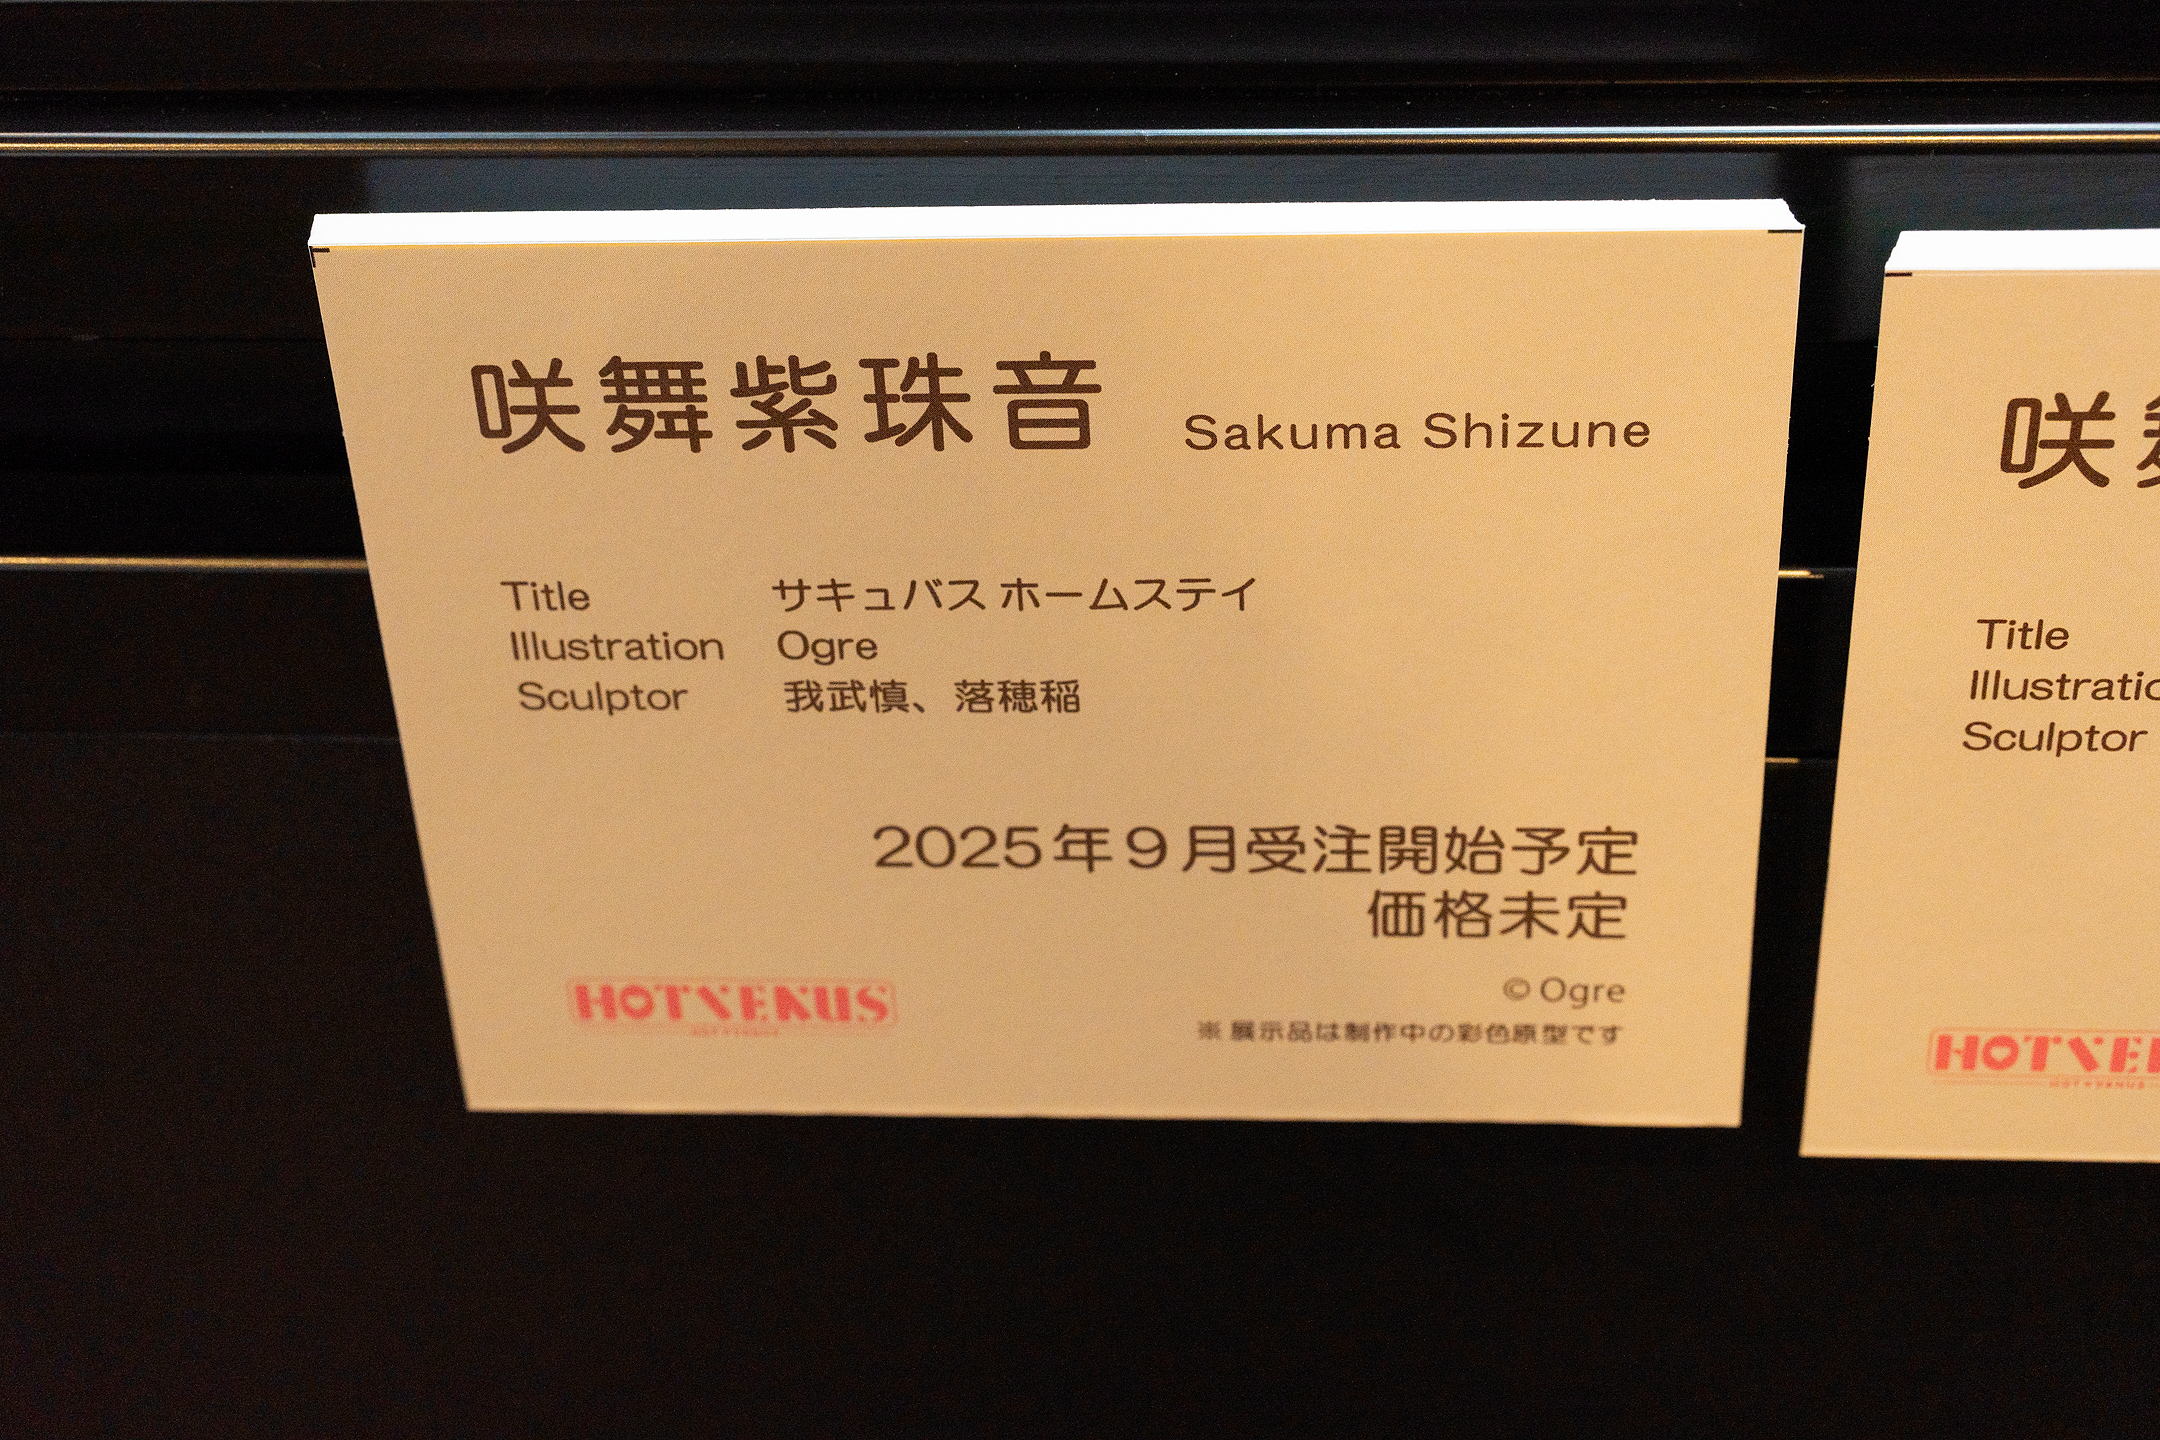 咲舞紫珠音 Sakuma Shizune
Title サキュバス ホームステイ
Illustration Ogre
Sculptor 我武慎、落穂稲
2025年9月受注開始予定
価格未定
© Ogre
HOTVENUS
※展示品は制作中の彩色原型です
咲
Title
Sculptor